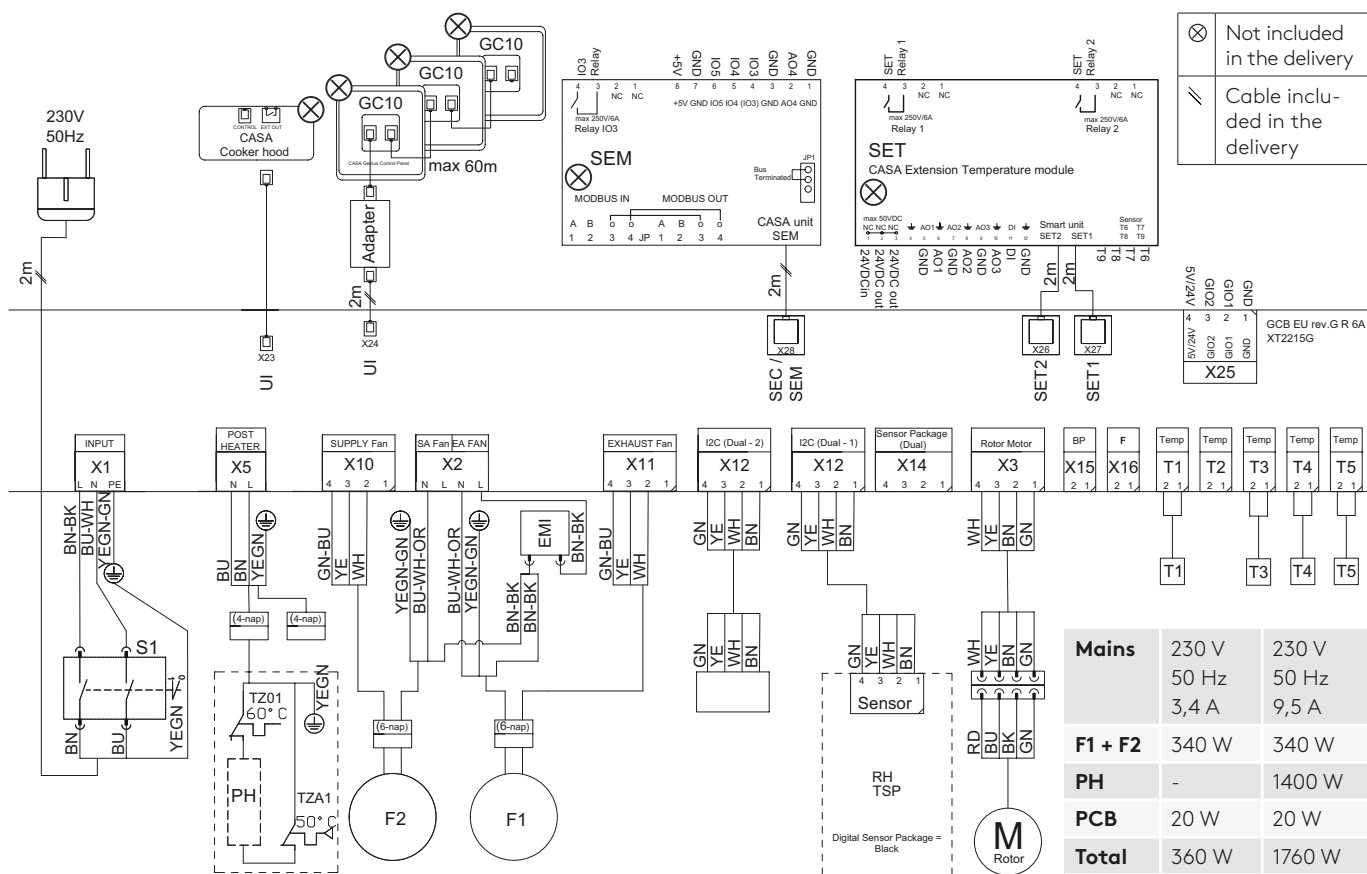 230V
50Hz
2m
CONTROL EXT OUT
CASA
Cooker hood
X23
UI
GC10
GC10
GC10
CASA Genius Control Panel
max 60m
Adapter
2m
X24
UI
IO3
Relay
4 3 2 1
NC NC
max 250V/6A
Relay IO3
+5V GND IO5 IO4 IO3 GND AO4 GND
8 7 6 5 4 3 2 1
+5V GND IO5 IO4 (IO3) GND AO4 GND
SEM
JP1
Bus
Terminated
MODBUS IN MODBUS OUT
A B o o A B o o
1 2 3 4 JP 1 2 3 4
CASA unit
SEM
2m
X28
SEC /
SEM
SET
Relay 1
4 3 2 1
NC NC
max 250V/6A
Relay 1
SET
Relay 2
4 3 2 1
NC NC
max 250V/6A
Relay 2
SET
CASA Extension Temperature module
max 50VDC
NC NC NC AO1 AO2 AO3 DI
1 2 3 4 5 6 7 8 9 10 11 12
24VDCin
24VDC out
24VDC out
GND
AO1
GND
AO2
GND
AO3
DI
GND
Smart unit
SET2 SET1
Sensor
T6 T7
T8 T9
T9
T8
T7
T6
2m
2m
X26
SET2
X27
SET1
Not included
in the delivery
Cable inclu-
ded in the
delivery
5V/24V GIO2 GIO1 GND
4 3 2 1
5V/24V GIO2 GIO1 GND
X25
GCB EU rev.G R 6A
XT2215G
INPUT
X1
L N PE
BN-BK
BU-WH
YEGN-GN
S1
1 0
BN
BU
YEGN
POST
HEATER
X5
N L
BU
BN
YEGN
(4-nap)
(4-nap)
TZ01
60°C
YEGN
PH
TZA1
50°C
SUPPLY Fan
X10
4 3 2 1
GN-BU
YE
WH
SA Fan EA FAN
X2
N L N L
YEGN-GN
BU-WH-OR
BU-WH-OR
YEGN-GN
EMI
BN-BK
BN-BK
BN-BK
(6-nap)
(6-nap)
F2
F1
EXHAUST Fan
X11
4 3 2 1
GN-BU
YE
WH
I2C (Dual - 2)
X12
4 3 2 1
GN
YE
WH
BN
GN
YE
WH
BN
I2C (Dual - 1)
X12
4 3 2 1
GN
YE
WH
BN
GN
YE
WH
BN
4 3 2 1
Sensor
RH
TSP
Digital Sensor Package =
Black
Sensor Package
(Dual)
X14
4 3 2 1
Rotor Motor
X3
4 3 2 1
WH
YE
BN
GN
WH
YE
BN
GN
RD
BU
BK
GN
M
Rotor
BP
X15
2 1
F
X16
2 1
Temp
T1
2 1
T1
Temp
T2
2 1
Temp
T3
2 1
T3
Temp
T4
2 1
T4
Temp
T5
2 1
T5
Mains 230 V 230 V
50 Hz 50 Hz
3,4 A 9,5 A
F1 + F2 340 W 340 W
PH - 1400 W
PCB 20 W 20 W
Total 360 W 1760 W